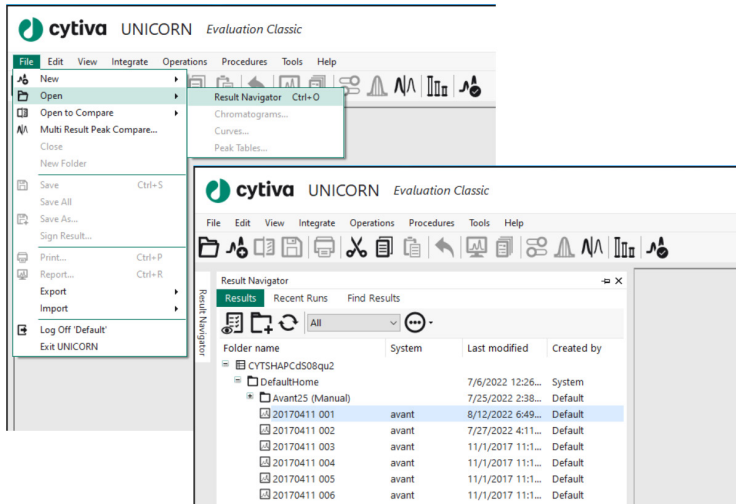 cytiva UNICORN Evaluation Classic
File Edit View Integrate Operations Procedures Tools Help
New
Open
Open to Compare
Multi Result Peak Compare...
Close
New Folder
Save Ctrl+S
Save All
Save As...
Sign Result...
Print... Ctrl+P
Report... Ctrl+R
Export
Import
Log Off 'Default'
Exit UNICORN
Result Navigator Ctrl+O
Chromatograms...
Curves...
Peak Tables...
cytiva UNICORN Evaluation Classic
File Edit View Integrate Operations Procedures Tools Help
Result Navigator
Result Navigator
Results Recent Runs Find Results
All
Folder name System Last modified Created by
CYTSHAPCdS08qu2
DefaultHome 7/6/2022 12:26... System
Avant25 (Manual) 7/25/2022 2:38... Default
20170411 001 avant 8/12/2022 6:49... Default
20170411 002 avant 7/27/2022 4:11... Default
20170411 003 avant 11/1/2017 11:1... Default
20170411 004 avant 11/1/2017 11:1... Default
20170411 005 avant 11/1/2017 11:1... Default
20170411 006 avant 11/1/2017 11:1... Default